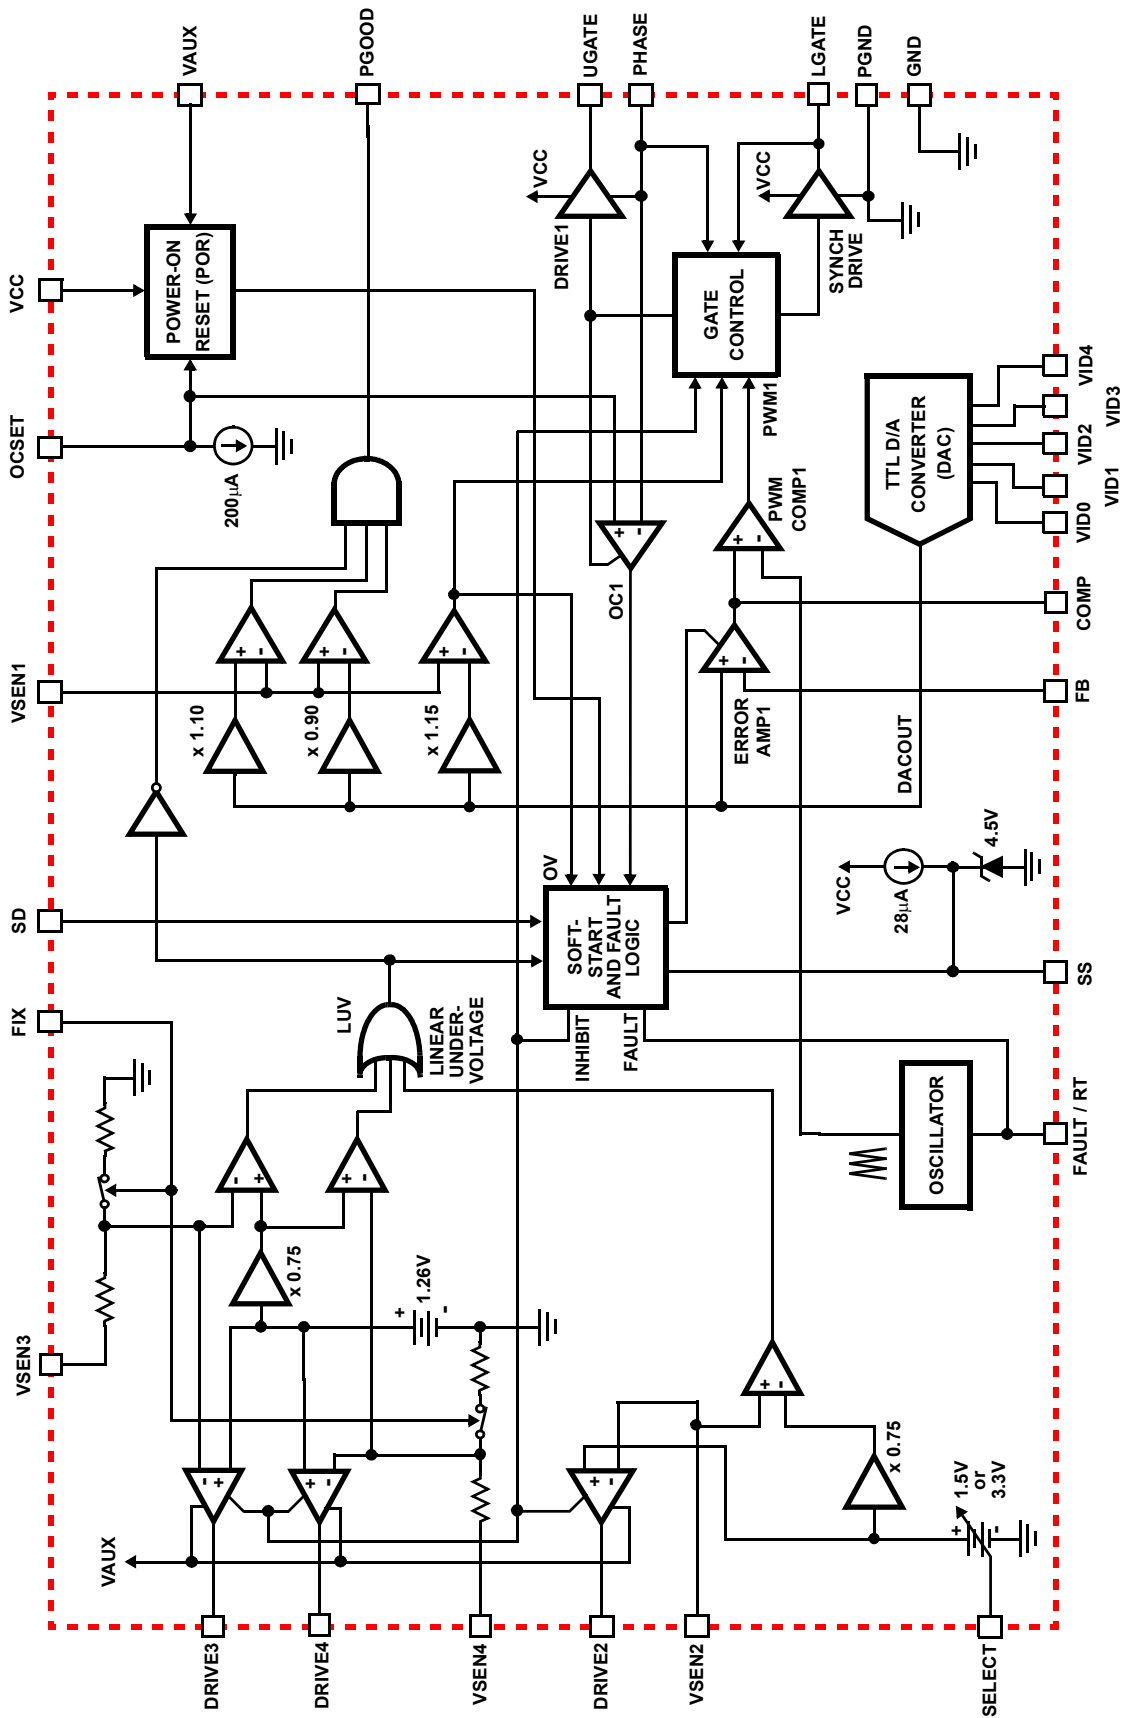 VSEN3
FIX
SD
VSEN1
OCSET
VCC
VAUX
PGOOD
UGATE
PHASE
LGATE
PGND
GND
DRIVE3
DRIVE4
VSEN4
DRIVE2
VSEN2
SELECT
VAUX
POWER-ON
RESET (POR)
200µA
x 1.10
x 0.90
x 1.15
+
-
+
-
+
-
-
+
+
-
x 0.75
LUV
LINEAR
UNDER-
VOLTAGE
+
1.26V
-
-
+
+
-
+
-
+
-
x 0.75
+
1.5V
or
3.3V
-
OV
SOFT-
START
AND FAULT
LOGIC
INHIBIT
FAULT
OC1
+
-
DRIVE1
VCC
GATE
CONTROL
PWM1
SYNCH
DRIVE
VCC
PWM
COMP1
+
-
ERROR
AMP1
+
-
DACOUT
TTL D/A
CONVERTER
(DAC)
VCC
28µA
4.5V
OSCILLATOR
FAULT / RT
SS
FB
COMP
VID0
VID1
VID2
VID3
VID4